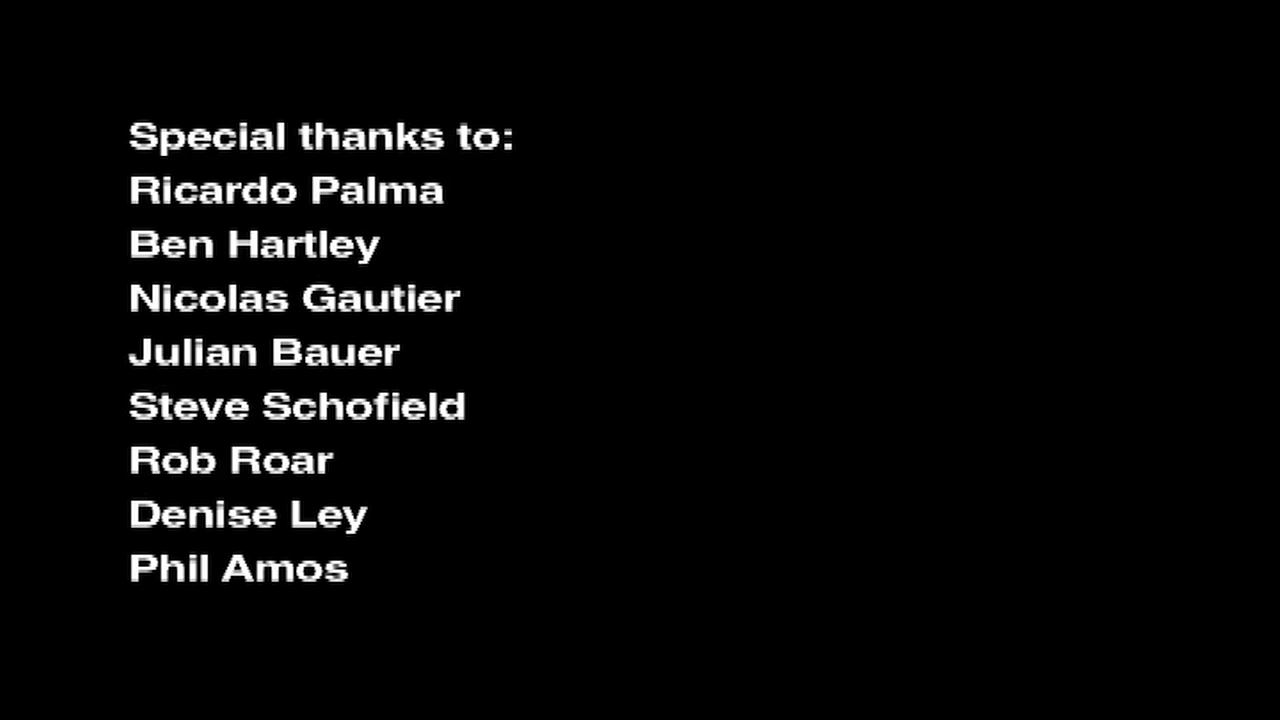 Special thanks to:
Ricardo Palma
Ben Hartley
Nicolas Gautier
Julian Bauer
Steve Schofield
Rob Roar
Denise Ley
Phil Amos